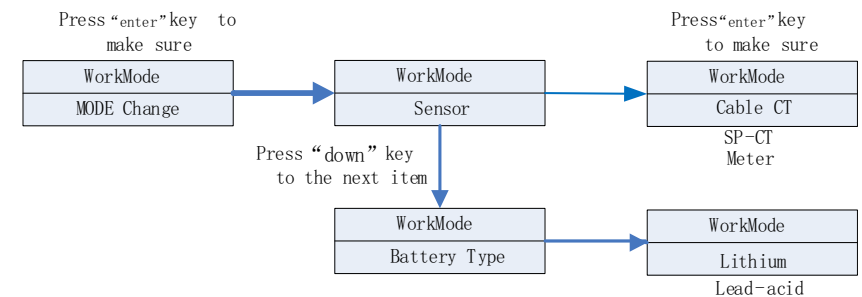 Press “enter” key to
make sure
WorkMode
MODE Change
WorkMode
Sensor
Press“enter”key
to make sure
WorkMode
Cable CT
SP-CT
Meter
Press “down” key
to the next item
WorkMode
Battery Type
WorkMode
Lithium
Lead-acid